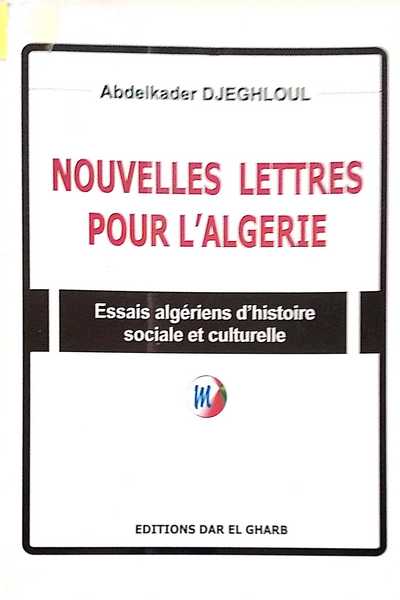 Abdelkader DJEGHLOUL
NOUVELLES LETTRES
POUR L'ALGERIE
Essais algériens d'histoire
sociale et culturelle
m
EDITIONS DAR EL GHARB